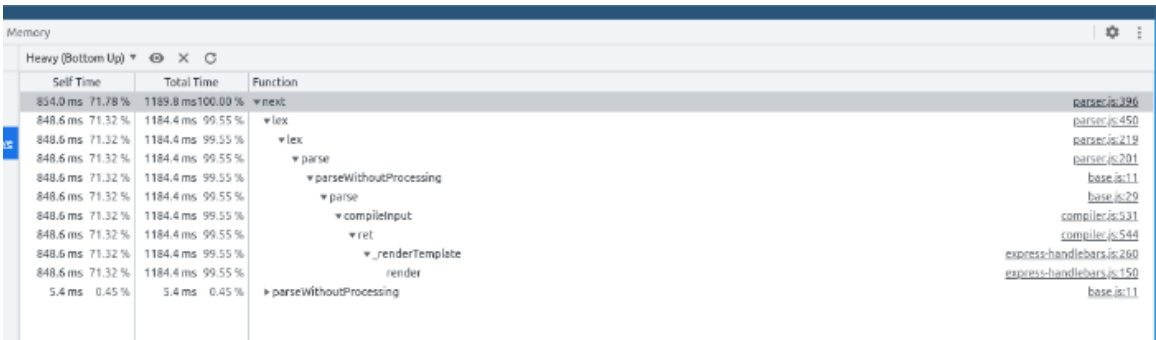 Memory
Heavy (Bottom Up)
Self Time Total Time Function
854.0 ms 71.78 % 1189.8 ms 100.00 % next parser.js:396
848.6 ms 71.32 % 1184.4 ms 99.55 % lex parser.js:450
848.6 ms 71.32 % 1184.4 ms 99.55 % lex parser.js:219
848.6 ms 71.32 % 1184.4 ms 99.55 % parse parser.js:201
848.6 ms 71.32 % 1184.4 ms 99.55 % parseWithoutProcessing base.js:11
848.6 ms 71.32 % 1184.4 ms 99.55 % parse base.js:29
848.6 ms 71.32 % 1184.4 ms 99.55 % compileInput compiler.js:531
848.6 ms 71.32 % 1184.4 ms 99.55 % ret compiler.js:544
848.6 ms 71.32 % 1184.4 ms 99.55 % _renderTemplate express-handlebars.js:260
848.6 ms 71.32 % 1184.4 ms 99.55 % render express-handlebars.js:150
5.4 ms 0.45 % 5.4 ms 0.45 % parseWithoutProcessing base.js:11